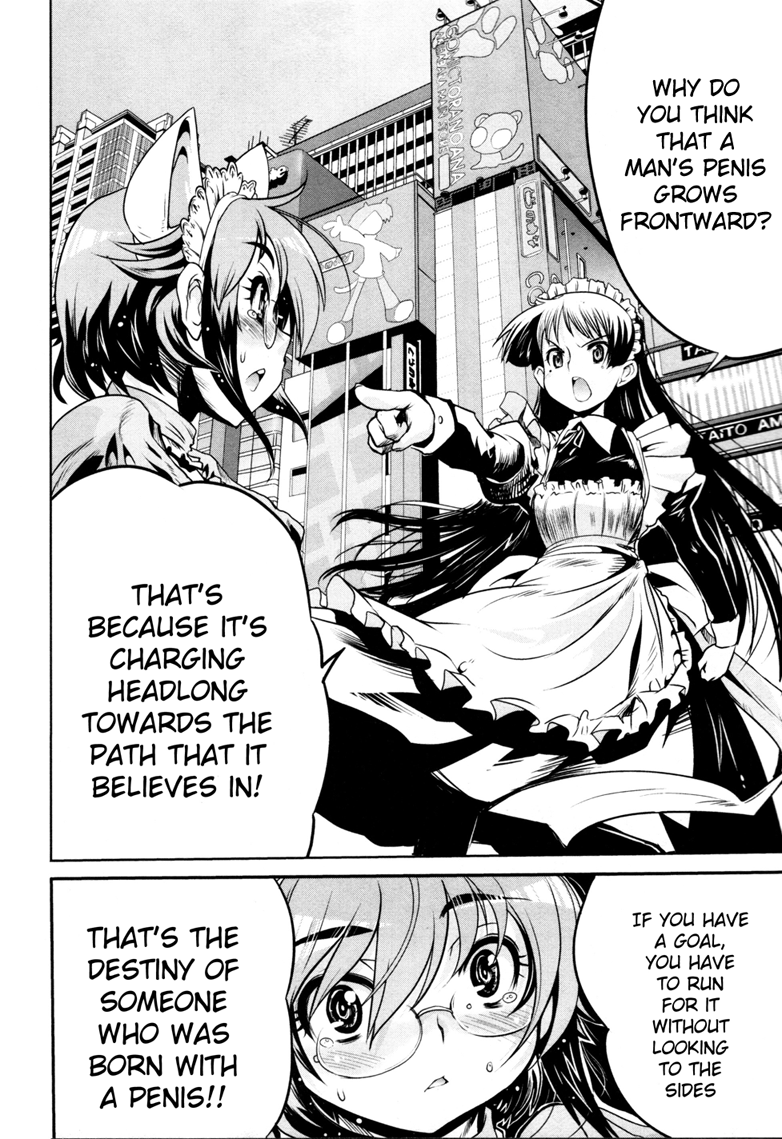 WHY DO
YOU THINK
THAT A
MAN'S PENIS
GROWS
FRONTWARD?
THAT'S
BECAUSE IT'S
CHARGING
HEADLONG
TOWARDS THE
PATH THAT IT
BELIEVES IN!
IF YOU HAVE
A GOAL,
YOU HAVE
TO RUN
FOR IT
WITHOUT
LOOKING
TO THE
SIDES
THAT'S THE
DESTINY OF
SOMEONE
WHO WAS
BORN WITH
A PENIS!!
TAITO AM